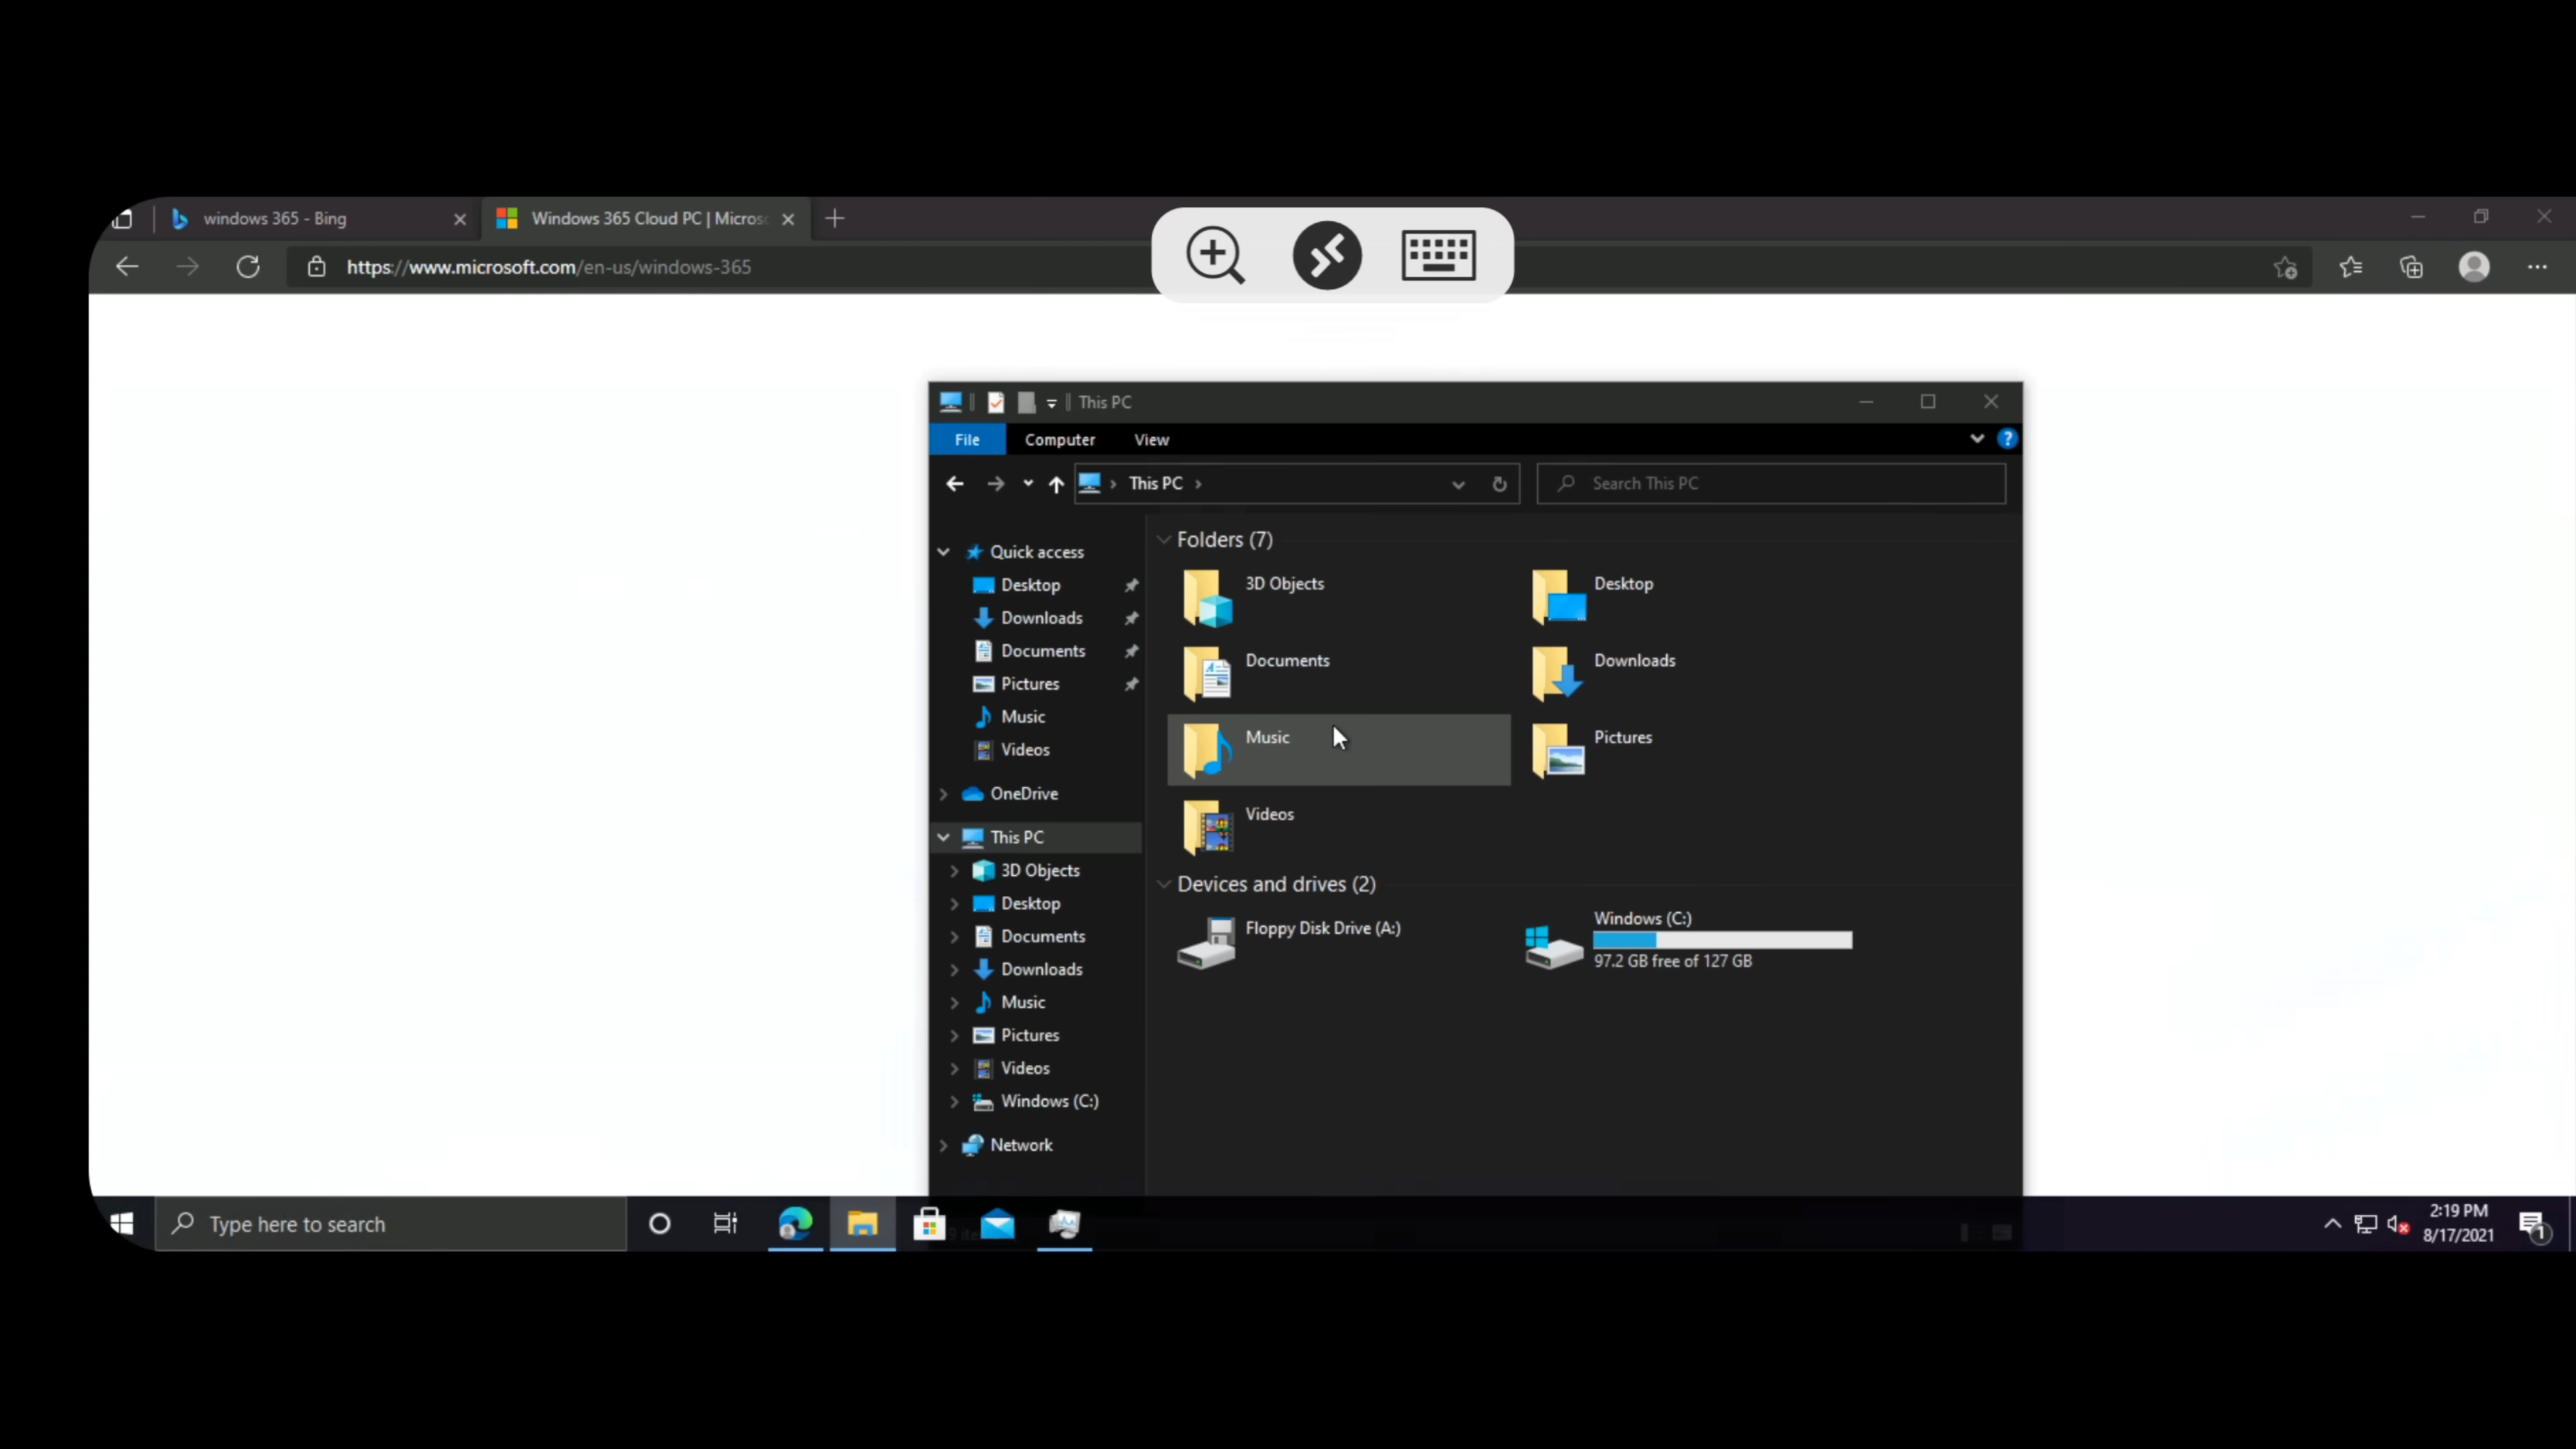 windows 365 - Bing
Windows 365 Cloud PC | Micros
https://www.microsoft.com/en-us/windows-365
This PC
File Computer View
This PC
Search This PC
Quick access
Desktop
Downloads
Documents
Pictures
Music
Videos
OneDrive
This PC
3D Objects
Desktop
Documents
Downloads
Music
Pictures
Videos
Windows (C:)
Network
Folders (7)
3D Objects
Desktop
Documents
Downloads
Music
Pictures
Videos
Devices and drives (2)
Floppy Disk Drive (A:)
Windows (C:)
97.2 GB free of 127 GB
Type here to search
2:19 PM
8/17/2021
1